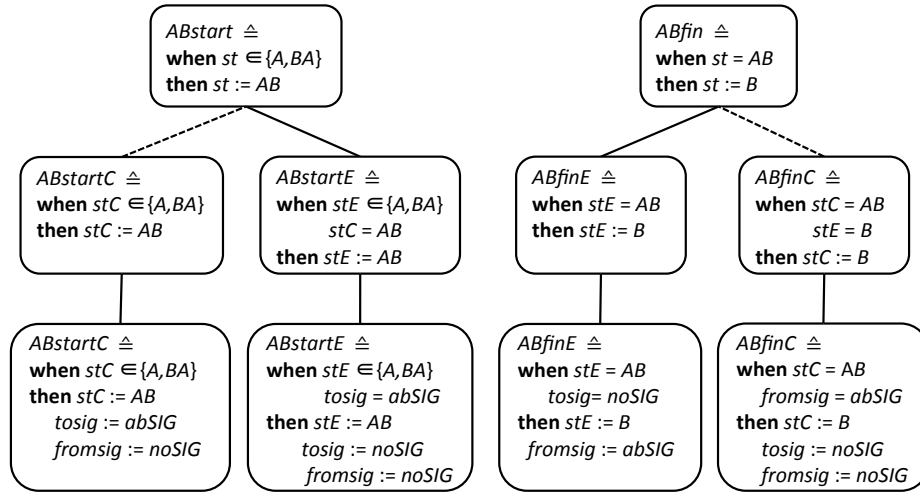 ABstart ≙
when st ∈ {A,BA}
then st := AB
ABfin ≙
when st = AB
then st := B
ABstartC ≙
when stC ∈ {A,BA}
then stC := AB
ABstartE ≙
when stE ∈ {A,BA}
stC = AB
then stE := AB
ABfinE ≙
when stE = AB
then stE := B
ABfinC ≙
when stC = AB
stE = B
then stC := B
ABstartC ≙
when stC ∈ {A,BA}
then stC := AB
tosig := abSIG
fromsig := noSIG
ABstartE ≙
when stE ∈ {A,BA}
tosig = abSIG
then stE := AB
tosig := noSIG
fromsig := noSIG
ABfinE ≙
when stE = AB
tosig= noSIG
then stE := B
fromsig := abSIG
ABfinC ≙
when stC = AB
fromsig = abSIG
then stC := B
tosig := noSIG
fromsig := noSIG